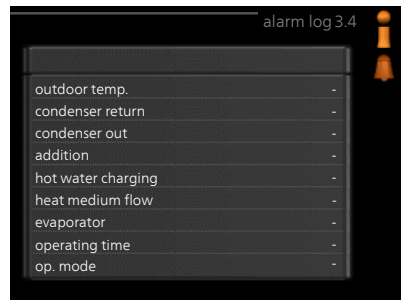 alarm log 3.4
outdoor temp. -
condenser return -
condenser out -
addition -
hot water charging -
heat medium flow -
evaporator -
operating time -
op. mode -